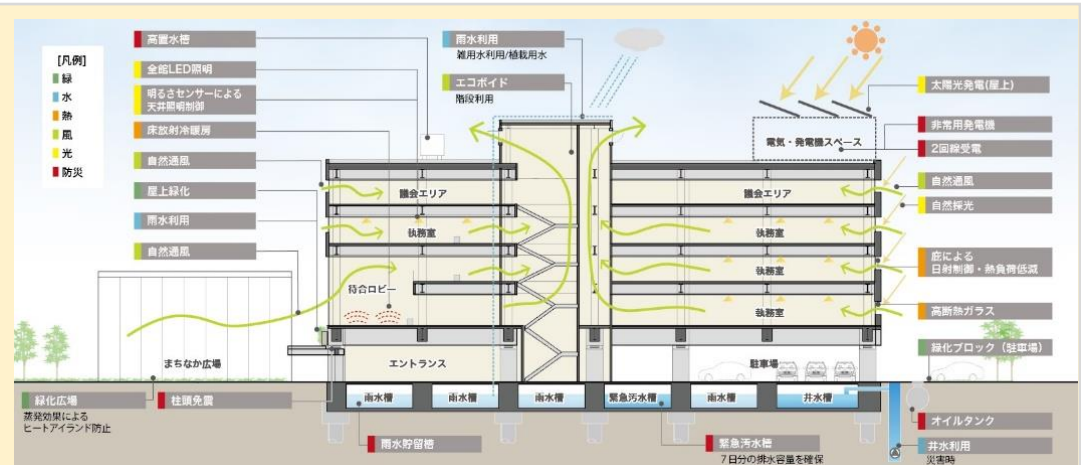 [凡例]
緑
水
熱
風
光
防災
高置水槽
全館LED照明
明るさセンサーによる
天井照明制御
床放射冷暖房
自然通風
屋上緑化
雨水利用
自然通風
雨水利用
雑用水利用/植栽用水
エコボイド
階段利用
太陽光発電(屋上)
非常用発電機
2回線受電
自然通風
自然採光
庇による
日射制御・熱負荷低減
高断熱ガラス
緑化ブロック(駐車場)
電気・発電機スペース
議会エリア
議会エリア
執務室
執務室
執務室
待合ロビー
まちなか広場
エントランス
駐車場
雨水槽
雨水槽
雨水槽
緊急汚水槽
雨水槽
井水槽
緑化広場
蒸発効果による
ヒートアイランド防止
柱頭免震
雨水貯留槽
緊急汚水槽
7日分の排水容量を確保
オイルタンク
井水利用
災害時